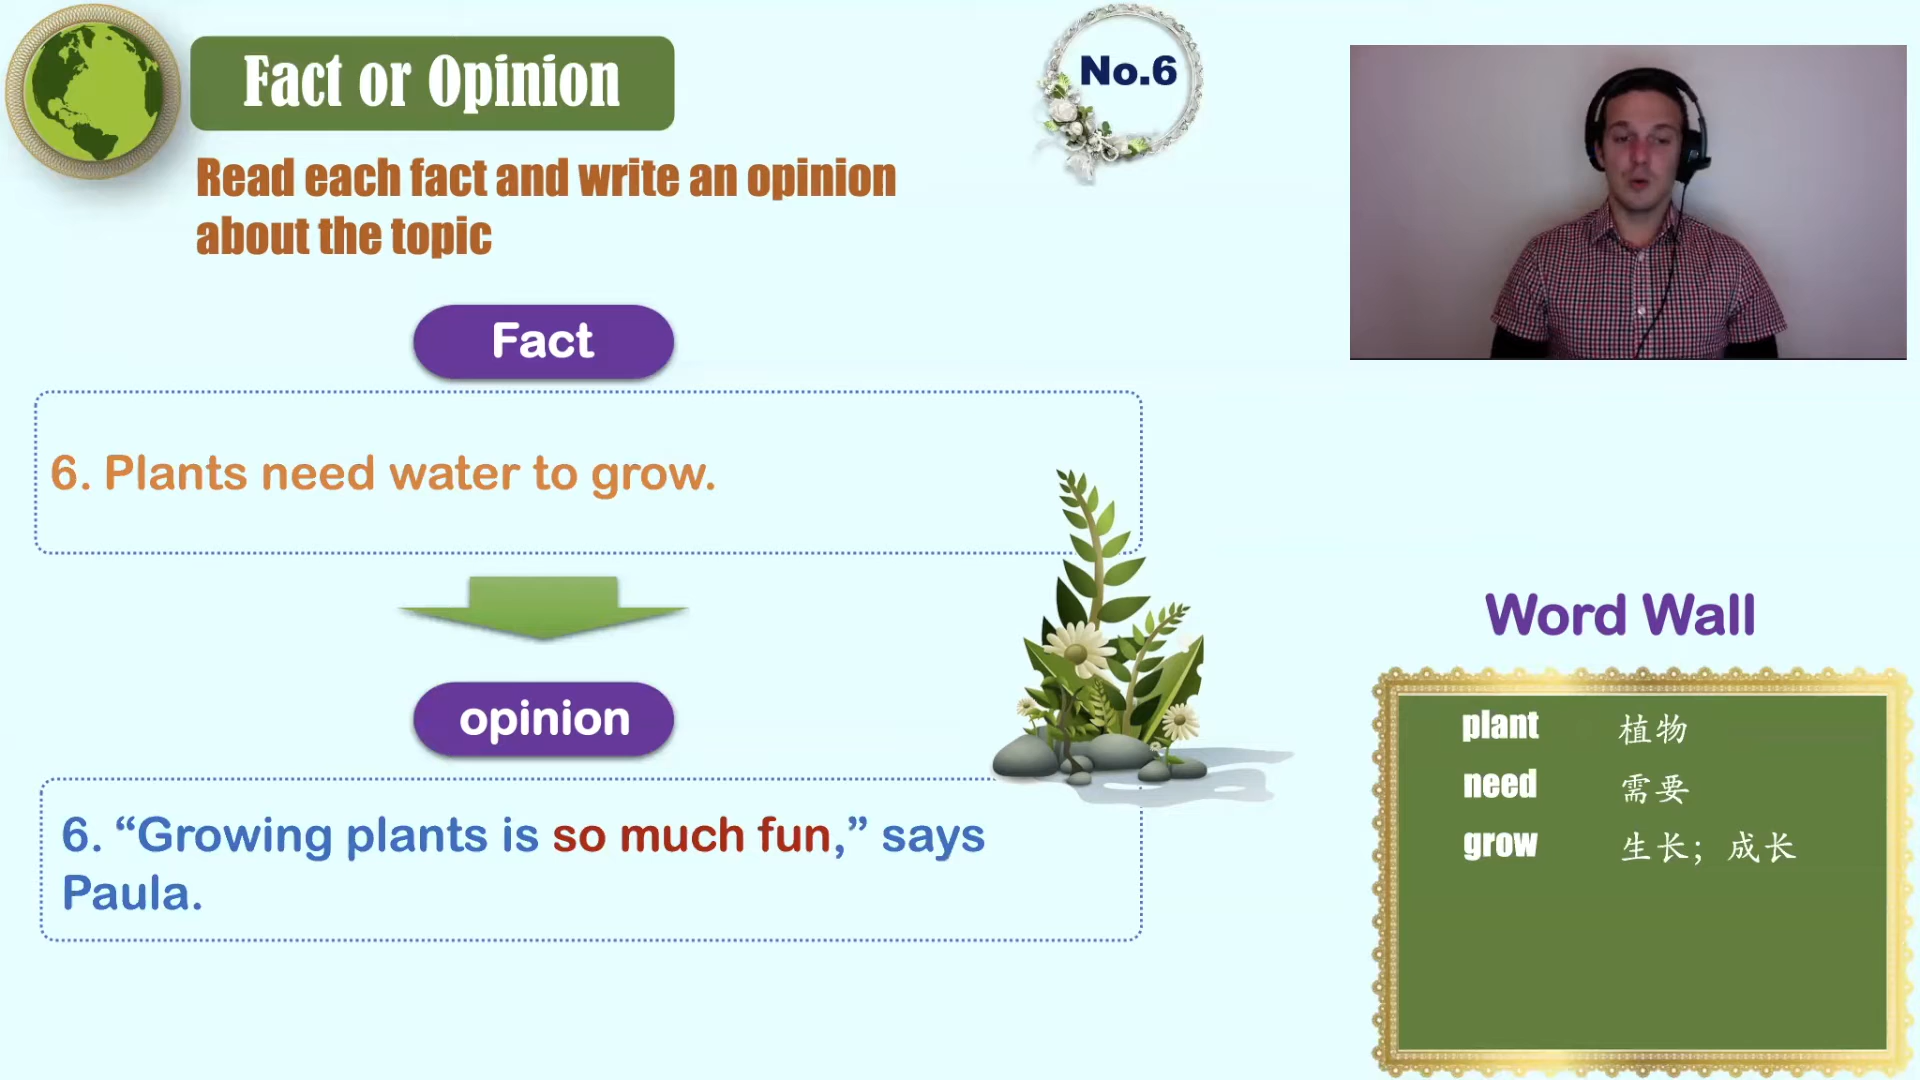 Fact or Opinion
No.6
Read each fact and write an opinion
about the topic
Fact
6. Plants need water to grow.
opinion
6. “Growing plants is so much fun,” says
Paula.
Word Wall
plant 植物
need 需要
grow 生长；成长